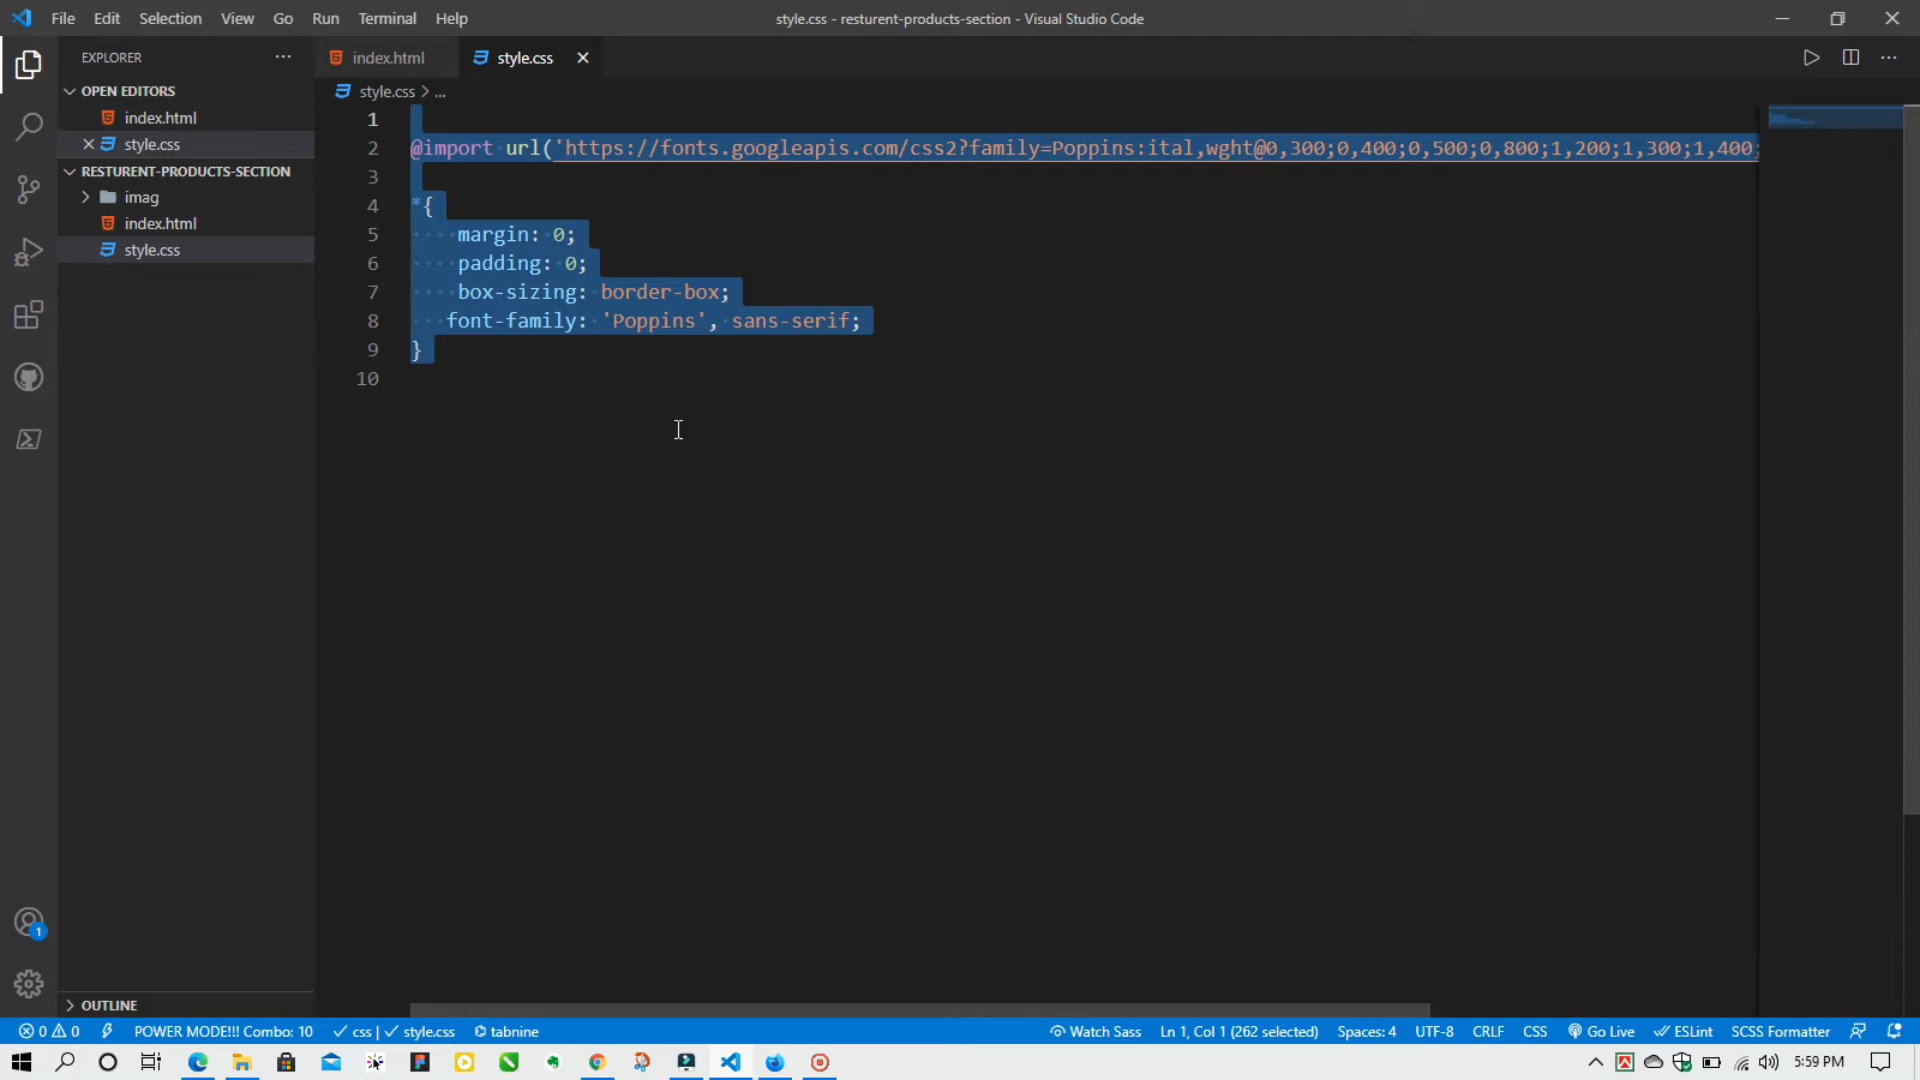 File Edit Selection View Go Run Terminal Help
style.css - resturent-products-section - Visual Studio Code
EXPLORER ...
index.html
style.css
OPEN EDITORS
index.html
style.css
RESTURENT-PRODUCTS-SECTION
imag
index.html
style.css
style.css > ...
1
2 @import url('https://fonts.googleapis.com/css2?family=Poppins:ital,wght@0,300;0,400;0,500;0,800;1,200;1,300;1,400;
3
4 *{
5 margin: 0;
6 padding: 0;
7 box-sizing: border-box;
8 font-family: 'Poppins', sans-serif;
9 }
10
1
OUTLINE
0 0 POWER MODE!!! Combo: 10 css | style.css tabnine
Watch Sass Ln 1, Col 1 (262 selected) Spaces: 4 UTF-8 CRLF CSS Go Live ESLint SCSS Formatter
5:59 PM